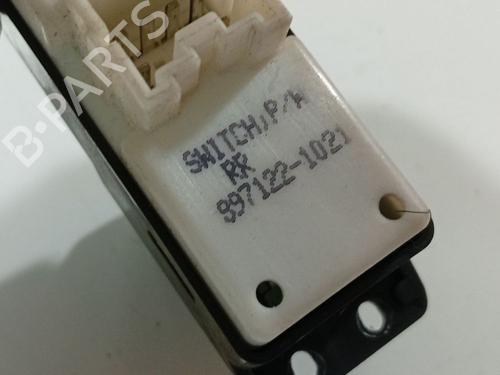 B-PARTS
SWITCH,P/W
RR
897122-1021